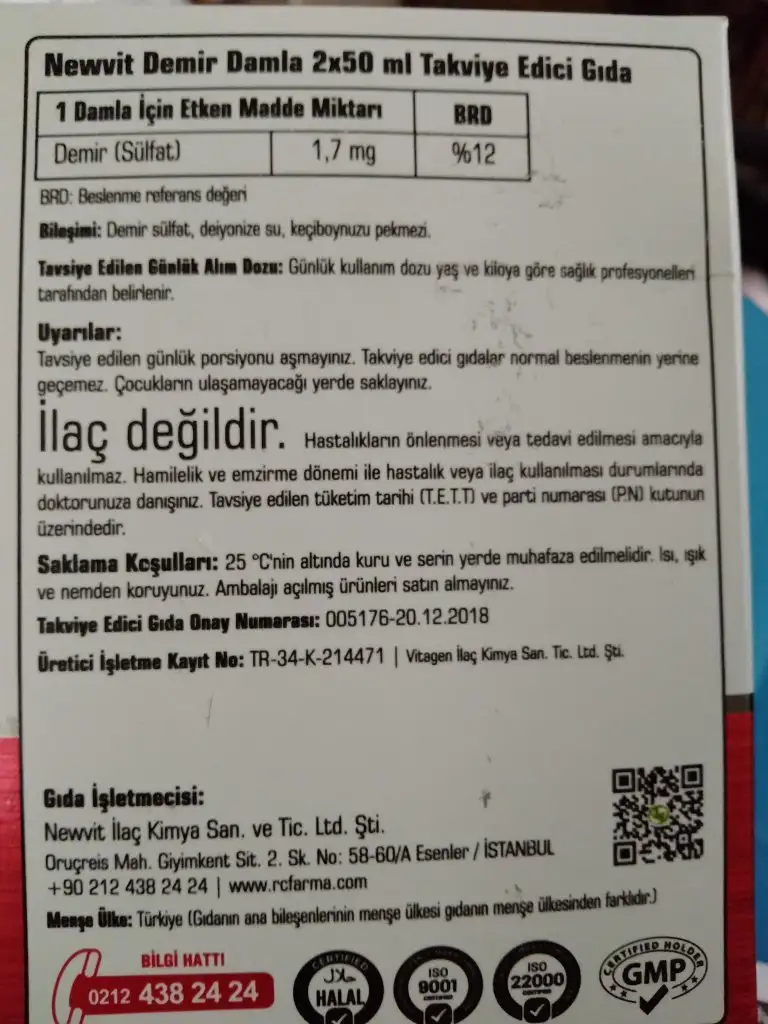 Newvit Demir Damla 2x50 ml Takviye Edici Gıda
1 Damla İçin Etken Madde Miktarı BRD
Demir (Sülfat) 1,7 mg %12
BRD: Beslenme referans değeri
Bileşimi: Demir sülfat, deiyonize su, keçiboynuzu pekmezi.
Tavsiye Edilen Günlük Alım Dozu: Günlük kullanım dozu yaş ve kiloya göre sağlık profesyonelleri
tarafından belirlenir.
Uyarılar:
Tavsiye edilen günlük porsiyonu aşmayınız. Takviye edici gıdalar normal beslenmenin yerine
geçemez. Çocukların ulaşamayacağı yerde saklayınız.
İlaç değildir. Hastalıkların önlenmesi veya tedavi edilmesi amacıyla
kullanılmaz. Hamilelik ve emzirme dönemi ile hastalık veya ilaç kullanılması durumlarında
doktorunuza danışınız. Tavsiye edilen tüketim tarihi (T.E.T.T) ve parti numarası (P.N) kutunun
üzerindedir.
Saklama Koşulları: 25 °C'nin altında kuru ve serin yerde muhafaza edilmelidir. Isı, ışık
ve nemden koruyunuz. Ambalajı açılmış ürünleri satın almayınız.
Takviye Edici Gıda Onay Numarası: 005176-20.12.2018
Üretici İşletme Kayıt No: TR-34-K-214471 | Vitagen İlaç Kimya San. Tic. Ltd. Şti.
Gıda İşletmecisi:
Newvit İlaç Kimya San. ve Tic. Ltd. Şti.
Oruçreis Mah. Giyimkent Sit. 2. Sk. No: 58-60/A Esenler / İSTANBUL
+90 212 438 24 24 | www.rcfarma.com
Menşe Ülke: Türkiye (Gıdanın ana bileşenlerinin menşe ülkesi gıdanın menşe ülkesinden farklıdır.)
BİLGİ HATTI
0212 438 24 24
CERTIFIED
حلال
HALAL
ISO
9001
CERTIFIED
ISO
22000
CERTIFIED
CERTIFIED HOLDER
GMP